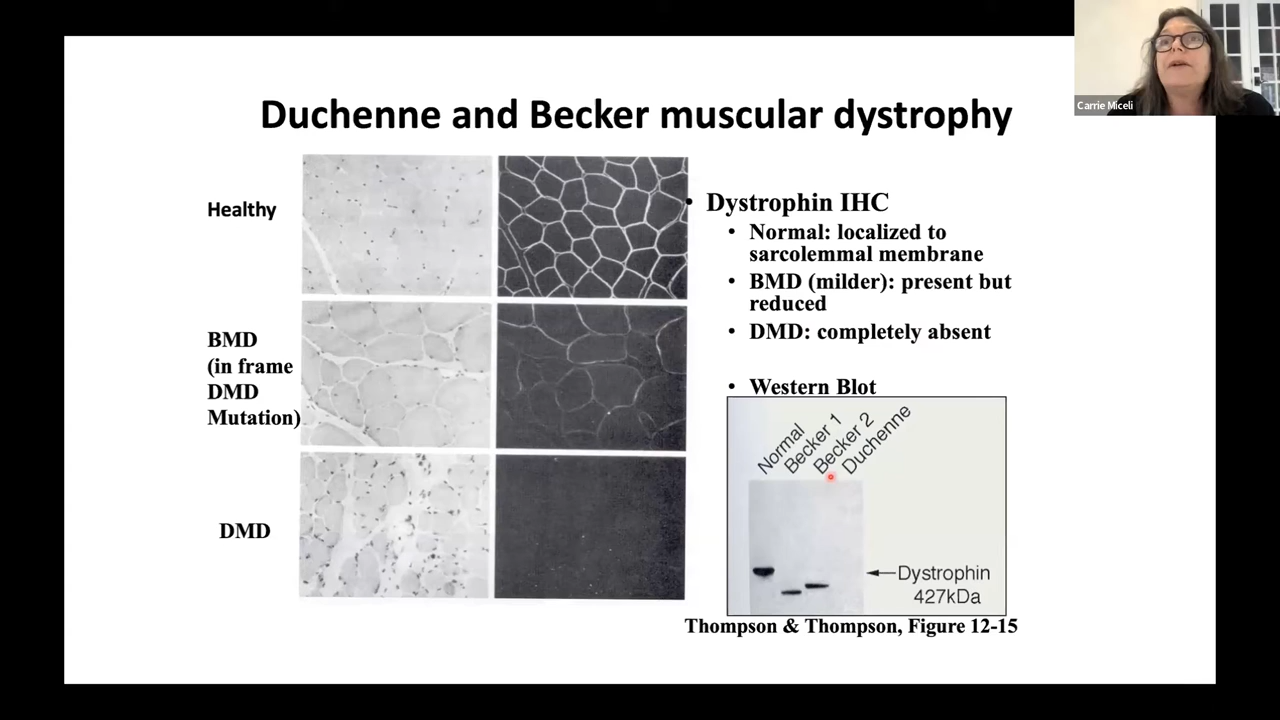 Carrie Miceli
Duchenne and Becker muscular dystrophy
Healthy
BMD
(in frame
DMD
Mutation)
DMD
• Dystrophin IHC
• Normal: localized to
sarcolemmal membrane
• BMD (milder): present but
reduced
• DMD: completely absent
• Western Blot
Normal
Becker 1
Becker 2
Duchenne
Dystrophin
427kDa
Thompson & Thompson, Figure 12-15